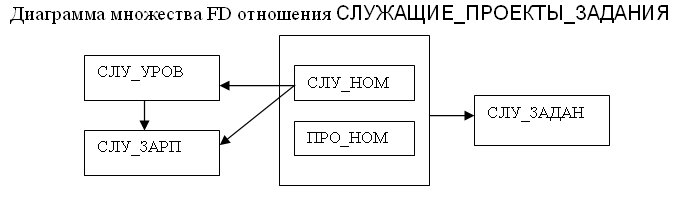 Диаграмма множества FD отношения СЛУЖАЩИЕ_ПРОЕКТЫ_ЗАДАНИЯ
СЛУ_УРОВ
СЛУ_НОМ
СЛУ_ЗАДАН
СЛУ_ЗАРП
ПРО_НОМ